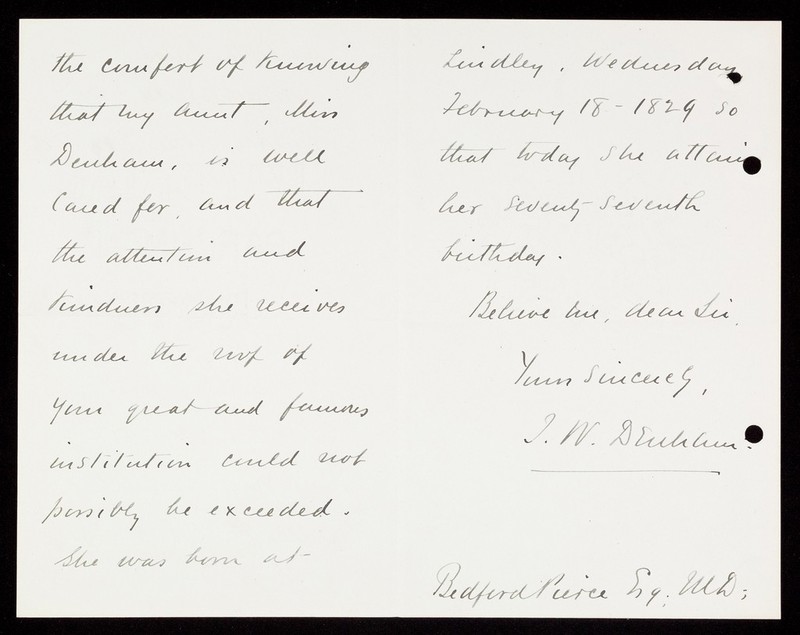 the comfort of knowing
that my aunt, Miss
Denham, is well
cared for, and that
the attention and
kindness she receives
under the roof of
your great and famous
institution could not
possibly be exceeded.
She was born at
Lindley, Wednesday
February 18 - 1829 so
that today she attains
her seventy-seventh
birthday.
Believe me, dear Sir,
Yours sincerely,
J. W. Denham.
Bedford Pierce Esq. M.D: